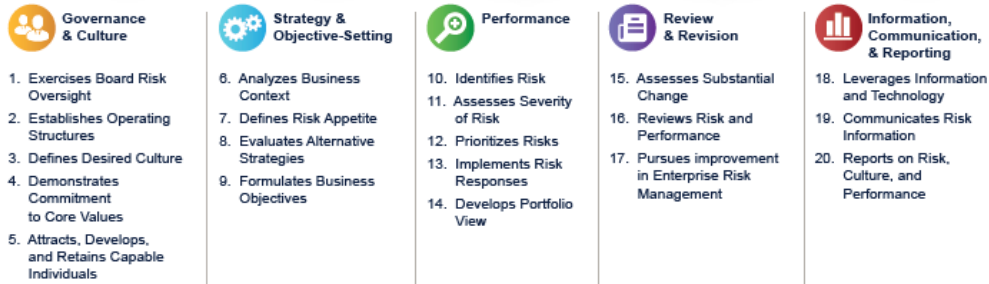 Governance
& Culture
1. Exercises Board Risk
Oversight
2. Establishes Operating
Structures
3. Defines Desired Culture
4. Demonstrates
Commitment
to Core Values
5. Attracts, Develops,
and Retains Capable
Individuals
Strategy &
Objective-Setting
6. Analyzes Business
Context
7. Defines Risk Appetite
8. Evaluates Alternative
Strategies
9. Formulates Business
Objectives
Performance
10. Identifies Risk
11. Assesses Severity
of Risk
12. Prioritizes Risks
13. Implements Risk
Responses
14. Develops Portfolio
View
Review
& Revision
15. Assesses Substantial
Change
16. Reviews Risk and
Performance
17. Pursues improvement
in Enterprise Risk
Management
Information,
Communication,
& Reporting
18. Leverages Information
and Technology
19. Communicates Risk
Information
20. Reports on Risk,
Culture, and
Performance